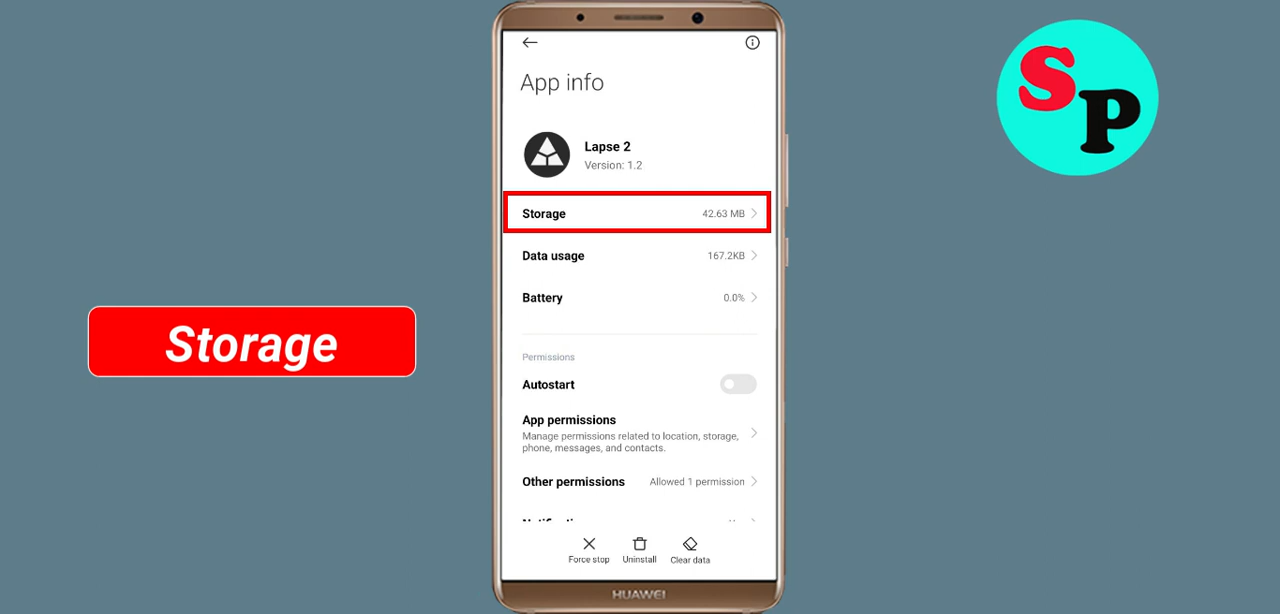 App info
Lapse 2
Version: 1.2
Storage 42.63 MB
Data usage 167.2KB
Battery 0.0%
Permissions
Autostart
App permissions
Manage permissions related to location, storage,
phone, messages, and contacts.
Other permissions Allowed 1 permission
Force stop Uninstall Clear data
HUAWEI
Storage
SP